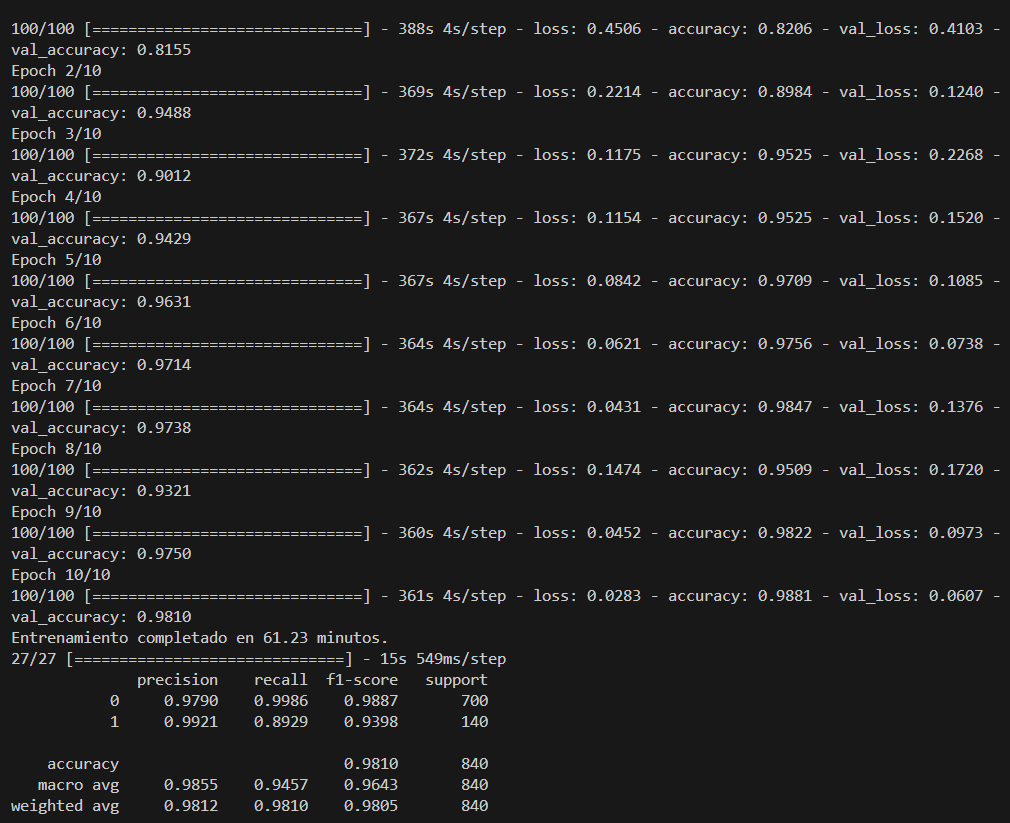 100/100 [==============================] - 388s 4s/step - loss: 0.4506 - accuracy: 0.8206 - val_loss: 0.4103 -
val_accuracy: 0.8155
Epoch 2/10
100/100 [==============================] - 369s 4s/step - loss: 0.2214 - accuracy: 0.8984 - val_loss: 0.1240 -
val_accuracy: 0.9488
Epoch 3/10
100/100 [==============================] - 372s 4s/step - loss: 0.1175 - accuracy: 0.9525 - val_loss: 0.2268 -
val_accuracy: 0.9012
Epoch 4/10
100/100 [==============================] - 367s 4s/step - loss: 0.1154 - accuracy: 0.9525 - val_loss: 0.1520 -
val_accuracy: 0.9429
Epoch 5/10
100/100 [==============================] - 367s 4s/step - loss: 0.0842 - accuracy: 0.9709 - val_loss: 0.1085 -
val_accuracy: 0.9631
Epoch 6/10
100/100 [==============================] - 364s 4s/step - loss: 0.0621 - accuracy: 0.9756 - val_loss: 0.0738 -
val_accuracy: 0.9714
Epoch 7/10
100/100 [==============================] - 364s 4s/step - loss: 0.0431 - accuracy: 0.9847 - val_loss: 0.1376 -
val_accuracy: 0.9738
Epoch 8/10
100/100 [==============================] - 362s 4s/step - loss: 0.1474 - accuracy: 0.9509 - val_loss: 0.1720 -
val_accuracy: 0.9321
Epoch 9/10
100/100 [==============================] - 360s 4s/step - loss: 0.0452 - accuracy: 0.9822 - val_loss: 0.0973 -
val_accuracy: 0.9750
Epoch 10/10
100/100 [==============================] - 361s 4s/step - loss: 0.0283 - accuracy: 0.9881 - val_loss: 0.0607 -
val_accuracy: 0.9810
Entrenamiento completado en 61.23 minutos.
27/27 [==============================] - 15s 549ms/step
precision recall f1-score support
0 0.9790 0.9986 0.9887 700
1 0.9921 0.8929 0.9398 140
accuracy 0.9810 840
macro avg 0.9855 0.9457 0.9643 840
weighted avg 0.9812 0.9810 0.9805 840